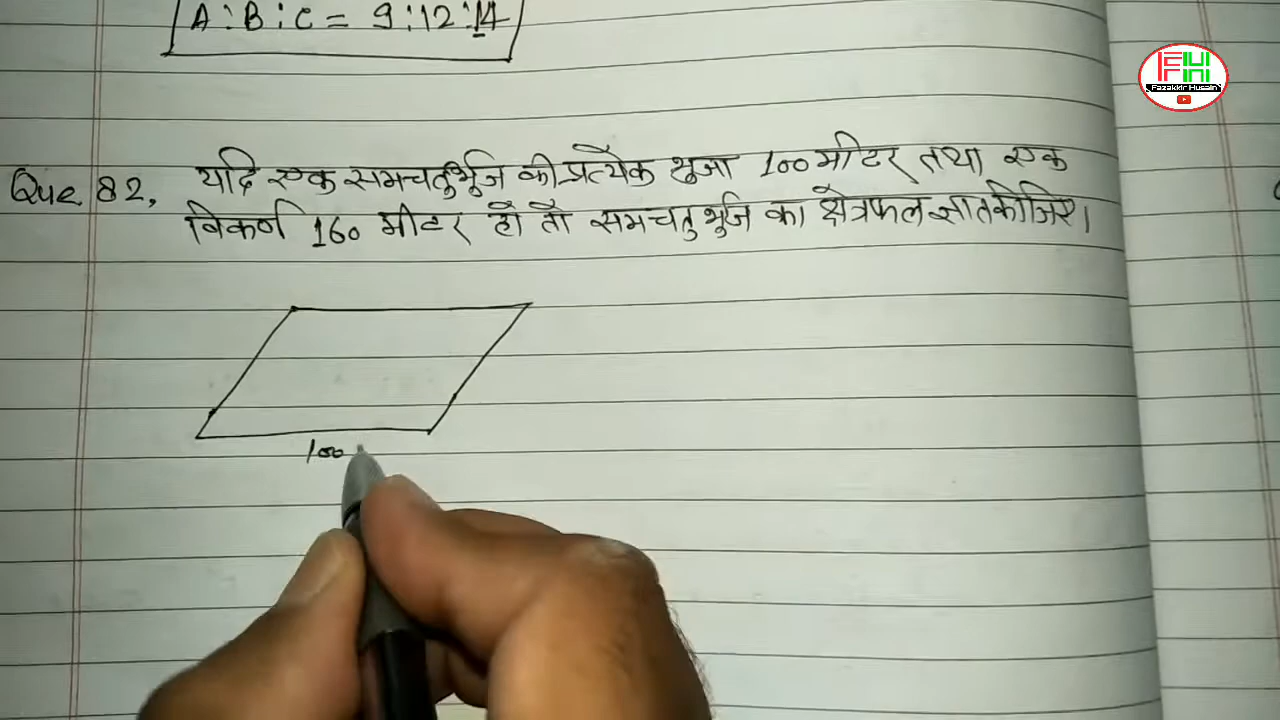 A:B:C = 9:12:14
Que. 82, यदि एक समचतुर्भुज की प्रत्येक भुजा 100 मीटर तथा एक
विकर्ण 160 मीटर हो तो समचतुर्भुज का क्षेत्रफल ज्ञात कीजिए।
100
Fazakkir Husain